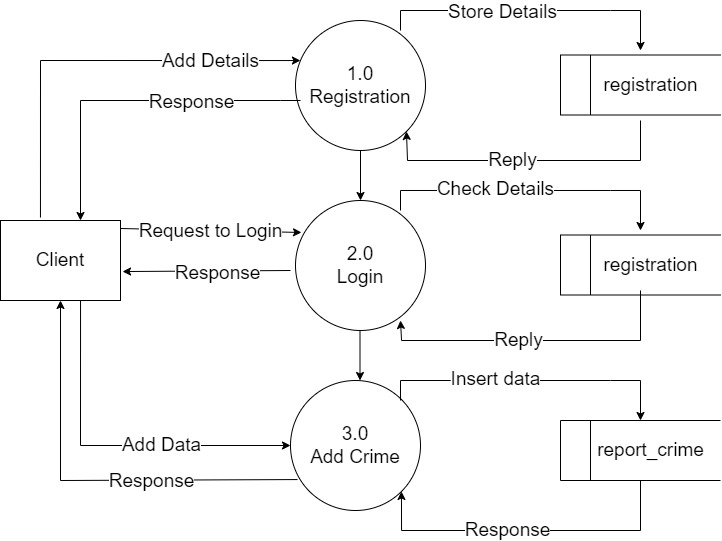 Store Details
Add Details
1.0
Registration
registration
Response
Reply
Check Details
Request to Login
2.0
Login
Client
registration
Response
Reply
Insert data
3.0
Add Crime
Add Data
report_crime
Response
Response